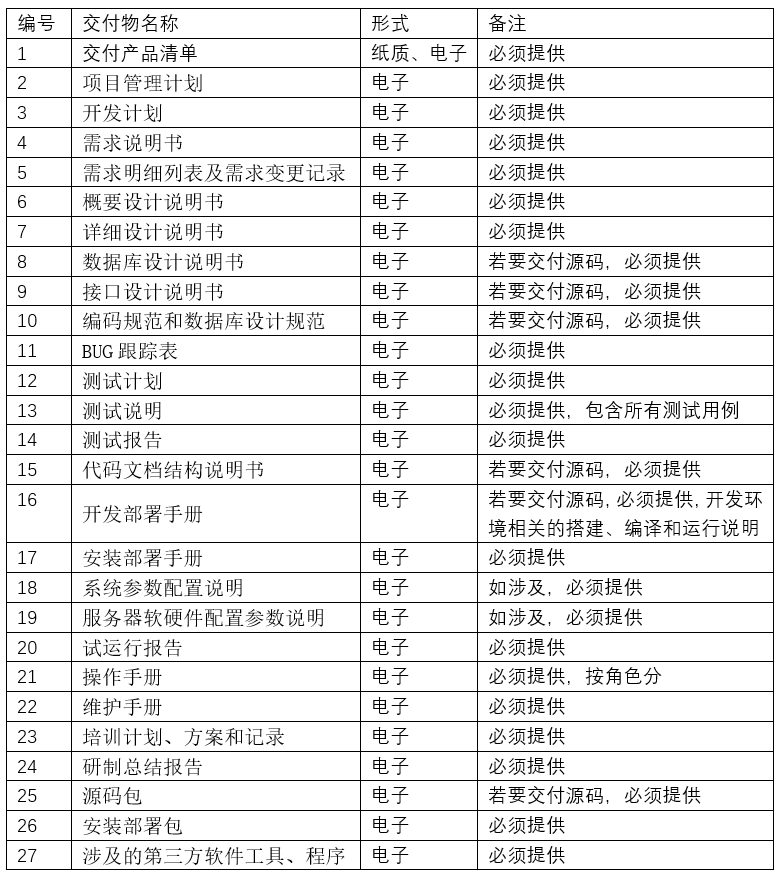 编号 交付物名称 形式 备注
1 交付产品清单 纸质、电子 必须提供
2 项目管理计划 电子 必须提供
3 开发计划 电子 必须提供
4 需求说明书 电子 必须提供
5 需求明细列表及需求变更记录 电子 必须提供
6 概要设计说明书 电子 必须提供
7 详细设计说明书 电子 必须提供
8 数据库设计说明书 电子 若要交付源码，必须提供
9 接口设计说明书 电子 若要交付源码，必须提供
10 编码规范和数据库设计规范 电子 若要交付源码，必须提供
11 BUG 跟踪表 电子 必须提供
12 测试计划 电子 必须提供
13 测试说明 电子 必须提供，包含所有测试用例
14 测试报告 电子 必须提供
15 代码文档结构说明书 电子 若要交付源码，必须提供
16 开发部署手册 电子 若要交付源码，必须提供，开发环
境相关的搭建、编译和运行说明
17 安装部署手册 电子 必须提供
18 系统参数配置说明 电子 如涉及，必须提供
19 服务器软硬件配置参数说明 电子 如涉及，必须提供
20 试运行报告 电子 必须提供
21 操作手册 电子 必须提供，按角色分
22 维护手册 电子 必须提供
23 培训计划、方案和记录 电子 必须提供
24 研制总结报告 电子 必须提供
25 源码包 电子 若要交付源码，必须提供
26 安装部署包 电子 必须提供
27 涉及的第三方软件工具、程序 电子 必须提供